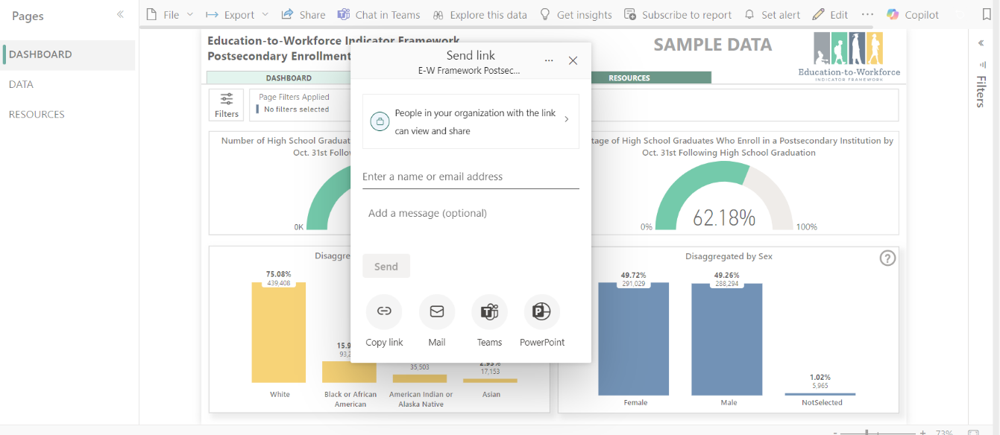 Pages
File
Export
Share
Chat in Teams
Explore this data
Get insights
Subscribe to report
Set alert
Edit
Copilot
DASHBOARD
DATA
RESOURCES
Education-to-Workforce Indicator Framework
Postsecondary Enrollment
SAMPLE DATA
Education-to-Workforce
INDICATOR FRAMEWORK
DASHBOARD
RESOURCES
Filters
Page Filters Applied
No filters selected
Filters
Send link
E-W Framework Postsec...
People in your organization with the link
can view and share
Enter a name or email address
Add a message (optional)
Send
Copy link
Mail
Teams
PowerPoint
Number of High School Graduat
Oct. 31st Follow
0K
tage of High School Graduates Who Enroll in a Postsecondary Institution by
Oct. 31st Following High School Graduation
62.18%
0%
100%
Disaggre
75.08%
439,408
15.9
93,2
35,503
2.93%
17,153
White
Black or African
American
American Indian or
Alaska Native
Asian
Disaggregated by Sex
?
49.72%
291,029
49.26%
288,294
1.02%
5,965
Female
Male
NotSelected
- + 73%